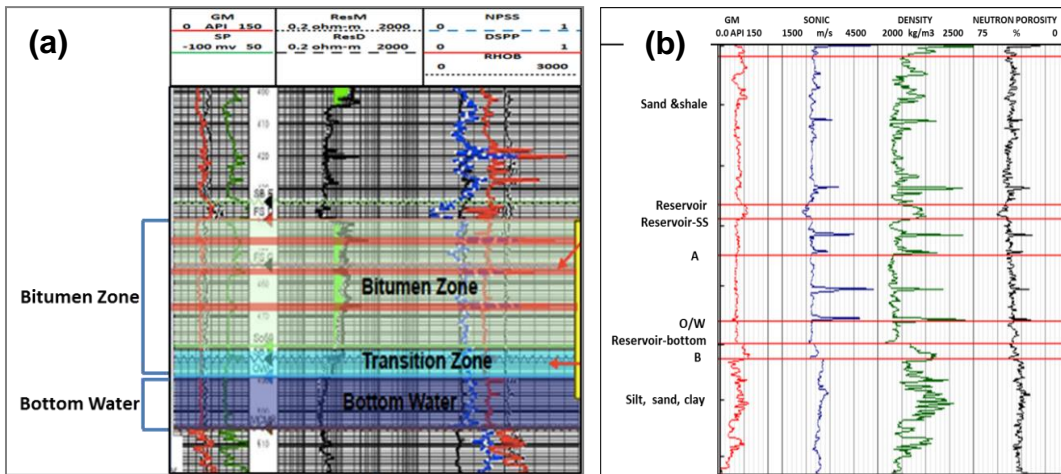 (a)
GM ResM NPSS
0 API 150 0.2 ohm-m 2000 0 1
SP ResD DSPP
-100 mv 50 0.2 ohm-m 2000 0 1
RHOB
0 3000
410
420
Bitumen Zone
Bitumen Zone
Transition Zone
Bottom Water
Bottom Water
(b)
GM SONIC DENSITY NEUTRON POROSITY
0.0 API 150 1500 m/s 4500 2000 kg/m3 2500 75 % 0
Sand &shale
Reservoir
Reservoir-SS
A
O/W
Reservoir-bottom
B
Silt, sand, clay